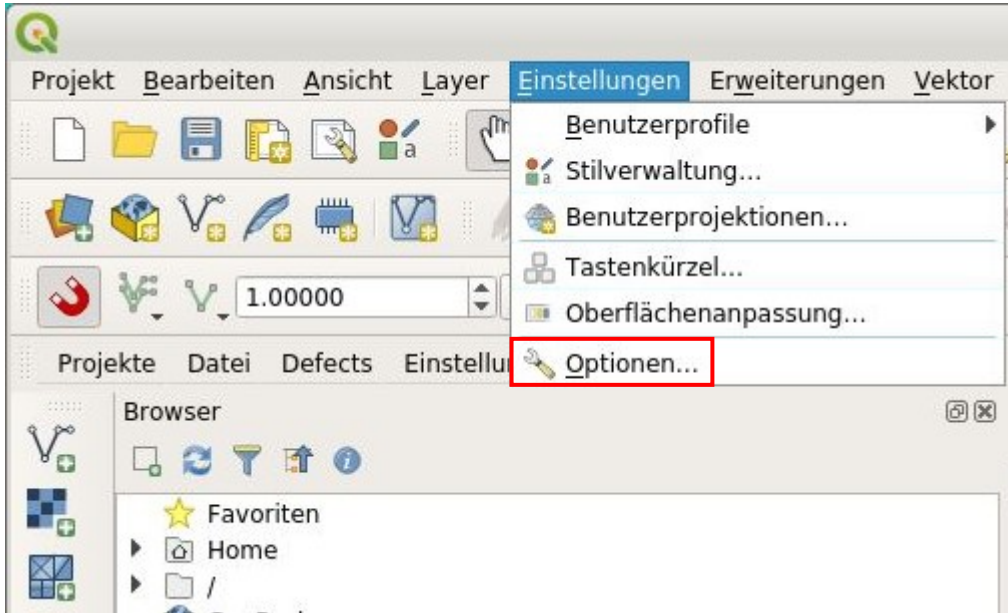 Projekt Bearbeiten Ansicht Layer Einstellungen Erweiterungen Vektor
Benutzerprofile
a Stilverwaltung...
Benutzerprojektionen...
Tastenkürzel...
1.00000
Oberflächenanpassung...
Projekte Datei Defects Einstellu
Optionen...
Browser
Favoriten
Home
/